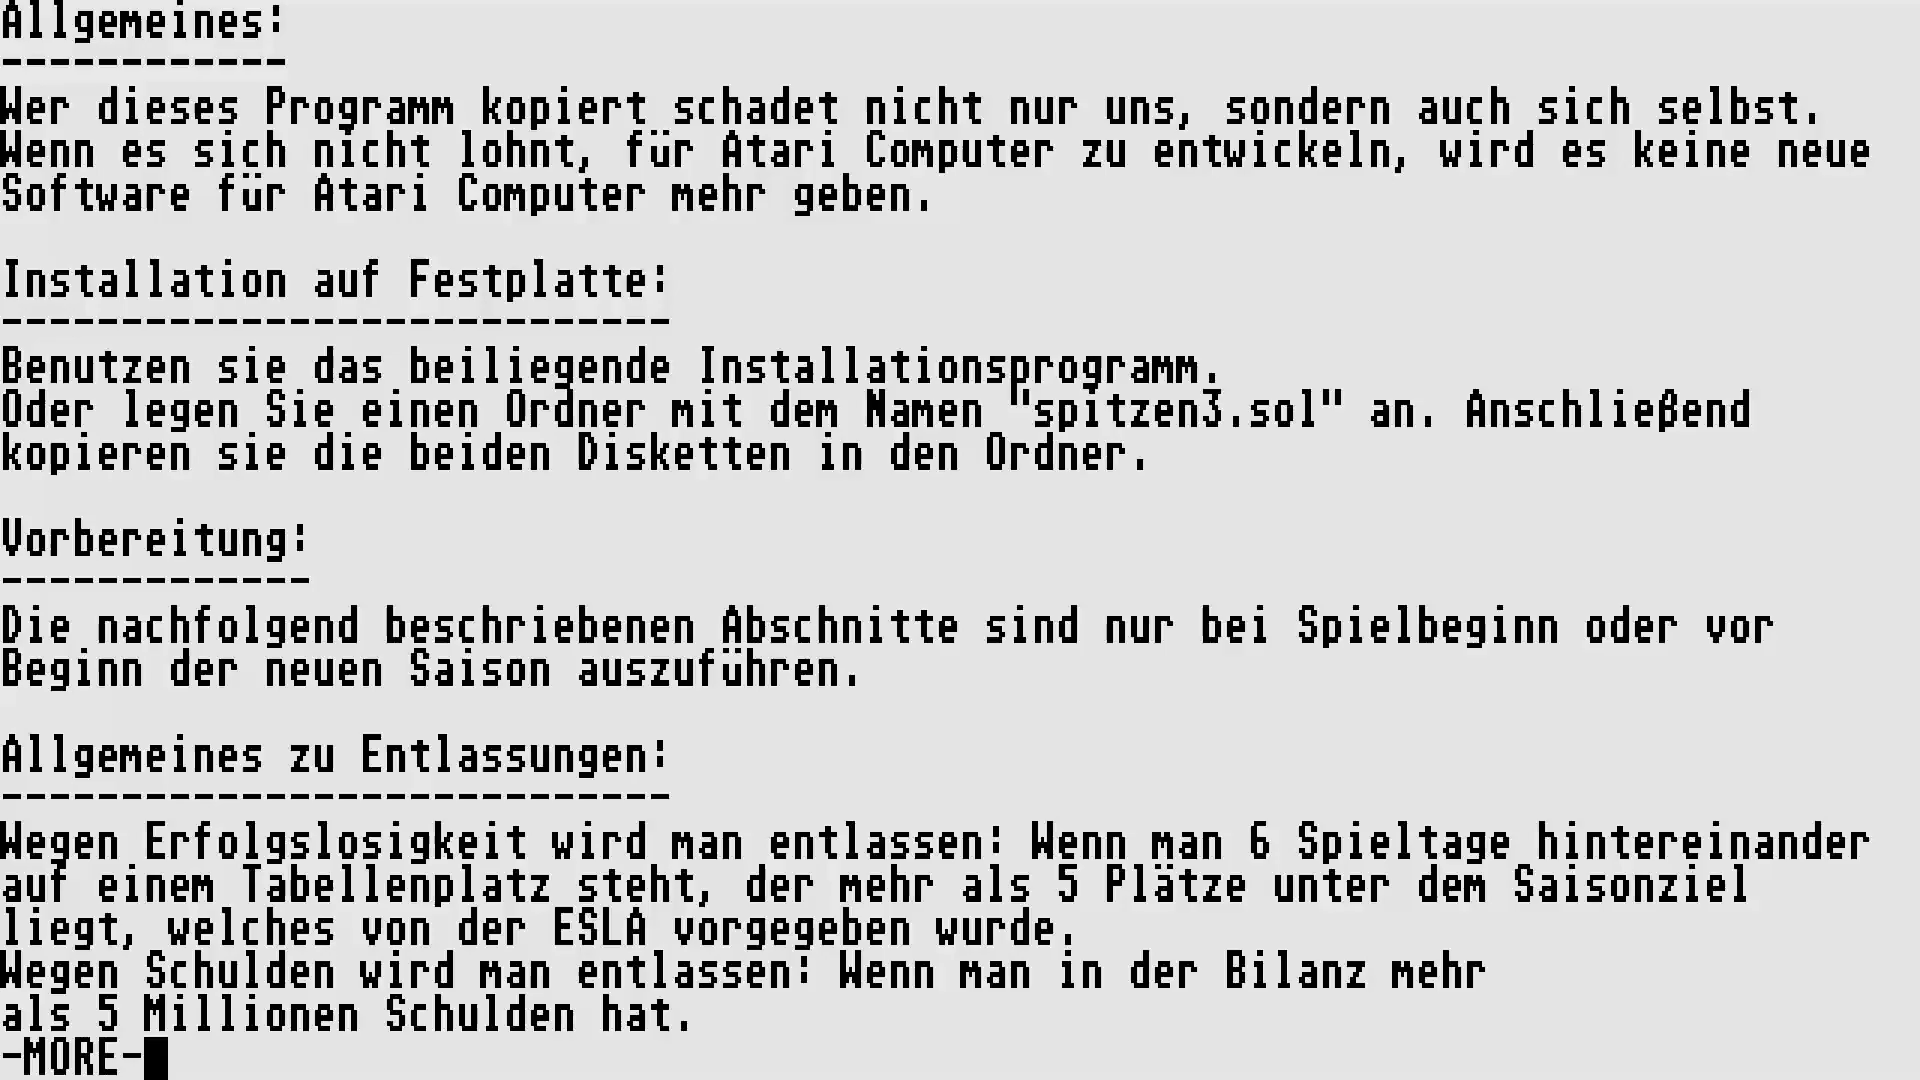 Allgemeines:
------------
Wer dieses Programm kopiert schadet nicht nur uns, sondern auch sich selbst.
Wenn es sich nicht lohnt, für Atari Computer zu entwickeln, wird es keine neue
Software für Atari Computer mehr geben.
Installation auf Festplatte:
----------------------------
Benutzen sie das beiliegende Installationsprogramm.
Oder legen Sie einen Ordner mit dem Namen "spitzen3.sol" an. Anschließend
kopieren sie die beiden Disketten in den Ordner.
Vorbereitung:
-------------
Die nachfolgend beschriebenen Abschnitte sind nur bei Spielbeginn oder vor
Beginn der neuen Saison auszuführen.
Allgemeines zu Entlassungen:
----------------------------
Wegen Erfolgslosigkeit wird man entlassen: Wenn man 6 Spieltage hintereinander
auf einem Tabellenplatz steht, der mehr als 5 Plätze unter dem Saisonziel
liegt, welches von der ESLA vorgegeben wurde.
Wegen Schulden wird man entlassen: Wenn man in der Bilanz mehr
als 5 Millionen Schulden hat.
-MORE-